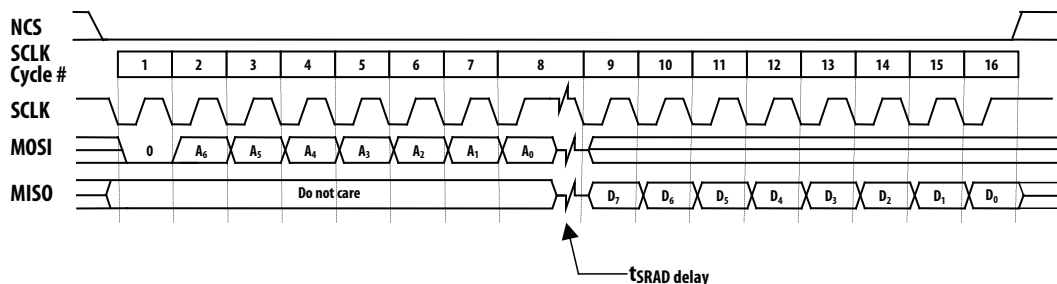 NCS
SCLK
Cycle # 1 2 3 4 5 6 7 8 9 10 11 12 13 14 15 16
SCLK
MOSI 0 A6 A5 A4 A3 A2 A1 A0
MISO Do not care D7 D6 D5 D4 D3 D2 D1 D0
tSRAD delay